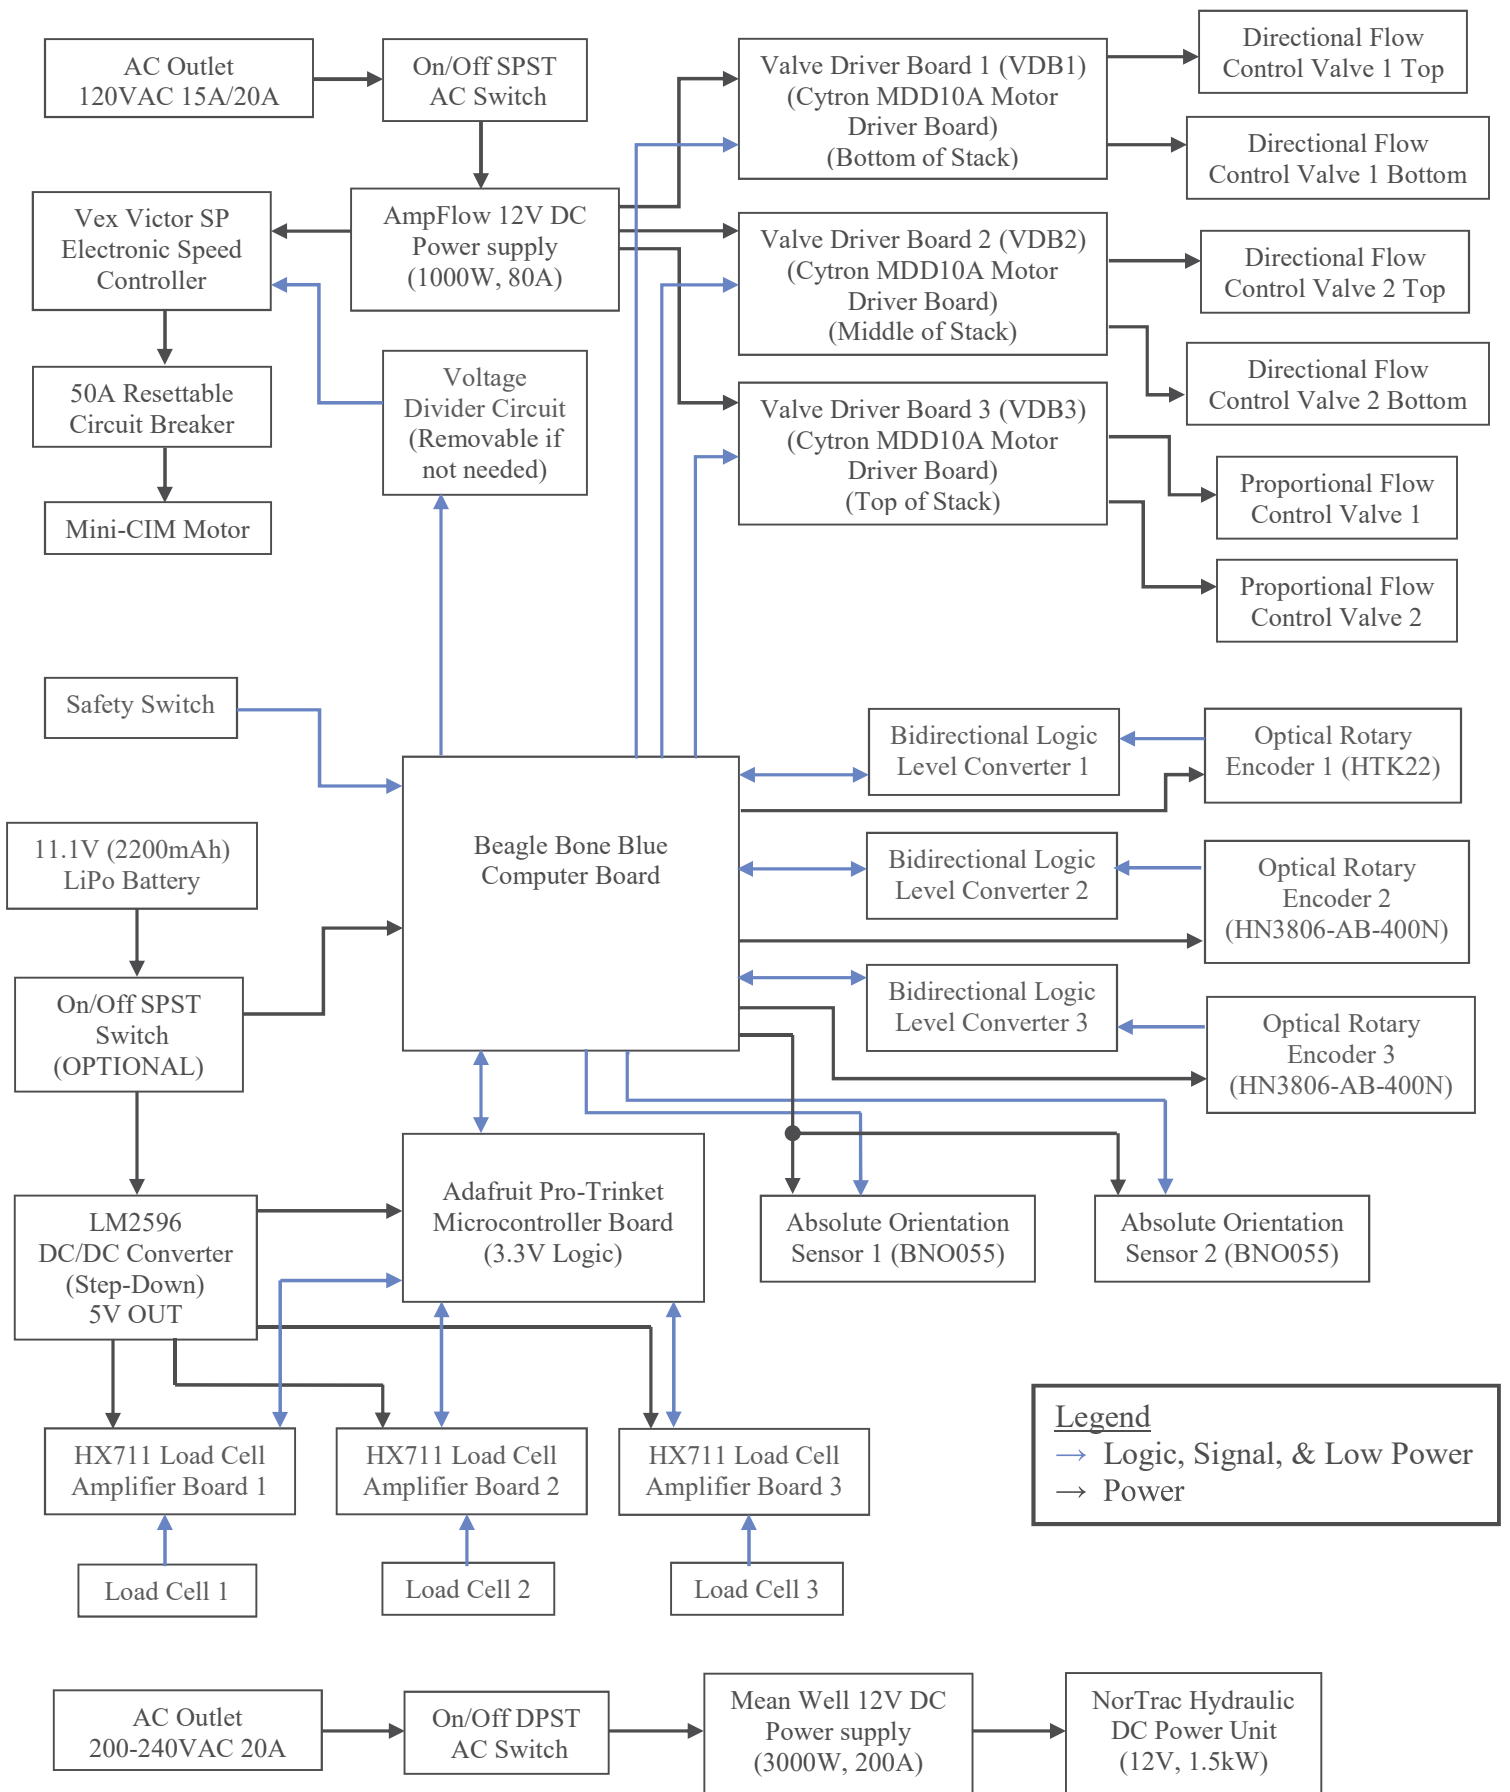 AC Outlet
120VAC 15A/20A
On/Off SPST
AC Switch
Valve Driver Board 1 (VDB1)
(Cytron MDD10A Motor
Driver Board)
(Bottom of Stack)
Directional Flow
Control Valve 1 Top
Directional Flow
Control Valve 1 Bottom
Vex Victor SP
Electronic Speed
Controller
AmpFlow 12V DC
Power supply
(1000W, 80A)
Valve Driver Board 2 (VDB2)
(Cytron MDD10A Motor
Driver Board)
(Middle of Stack)
Directional Flow
Control Valve 2 Top
Directional Flow
Control Valve 2 Bottom
50A Resettable
Circuit Breaker
Voltage
Divider Circuit
(Removable if
not needed)
Valve Driver Board 3 (VDB3)
(Cytron MDD10A Motor
Driver Board)
(Top of Stack)
Proportional Flow
Control Valve 1
Mini-CIM Motor
Proportional Flow
Control Valve 2
Safety Switch
Bidirectional Logic
Level Converter 1
Optical Rotary
Encoder 1 (HTK22)
11.1V (2200mAh)
LiPo Battery
Beagle Bone Blue
Computer Board
Bidirectional Logic
Level Converter 2
Optical Rotary
Encoder 2
(HN3806-AB-400N)
On/Off SPST
Switch
(OPTIONAL)
Bidirectional Logic
Level Converter 3
Optical Rotary
Encoder 3
(HN3806-AB-400N)
LM2596
DC/DC Converter
(Step-Down)
5V OUT
Adafruit Pro-Trinket
Microcontroller Board
(3.3V Logic)
Absolute Orientation
Sensor 1 (BNO055)
Absolute Orientation
Sensor 2 (BNO055)
HX711 Load Cell
Amplifier Board 1
HX711 Load Cell
Amplifier Board 2
HX711 Load Cell
Amplifier Board 3
Legend
→ Logic, Signal, & Low Power
→ Power
Load Cell 1
Load Cell 2
Load Cell 3
AC Outlet
200-240VAC 20A
On/Off DPST
AC Switch
Mean Well 12V DC
Power supply
(3000W, 200A)
NorTrac Hydraulic
DC Power Unit
(12V, 1.5kW)